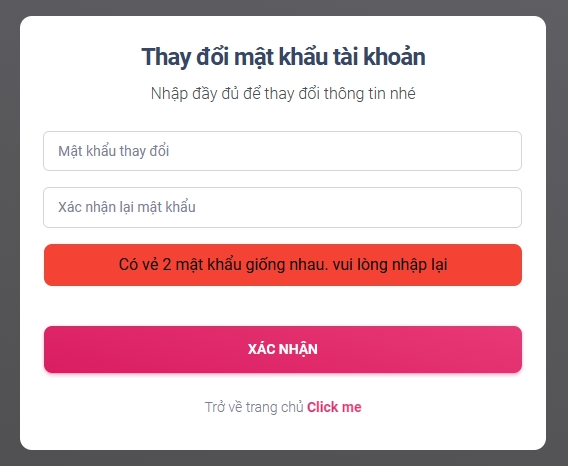 Thay đổi mật khẩu tài khoản
Nhập đầy đủ để thay đổi thông tin nhé
Mật khẩu thay đổi
Xác nhận lại mật khẩu
Có vẻ 2 mật khẩu giống nhau. vui lòng nhập lại
XÁC NHẬN
Trở về trang chủ Click me